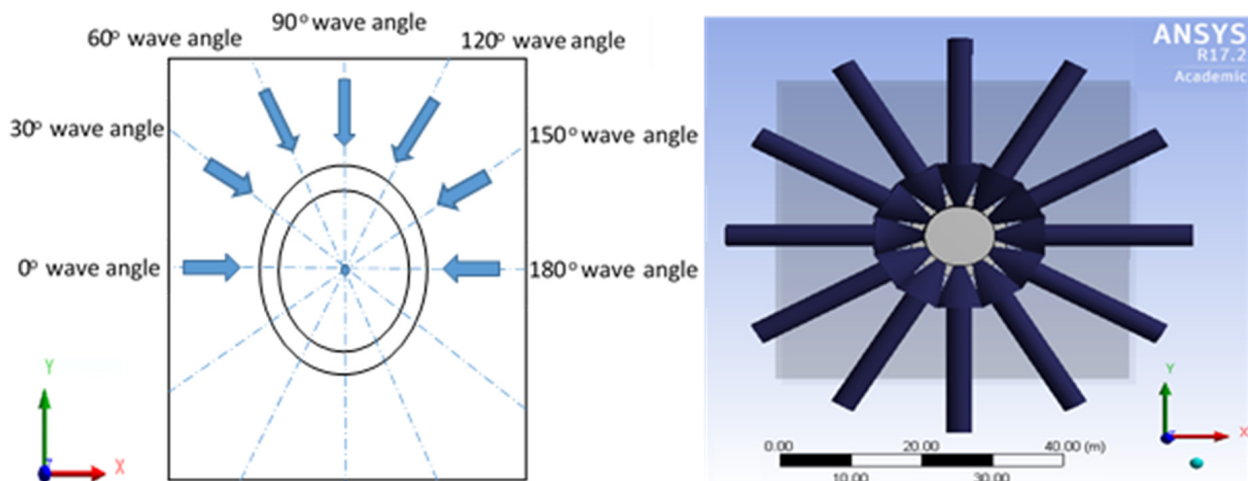 90° wave angle
60° wave angle
120° wave angle
30° wave angle
150° wave angle
0° wave angle
180° wave angle
Y
Z
X
ANSYS
R17.2
Academic
Y
X
0.00 20.00 40.00 (m)
10.00 30.00